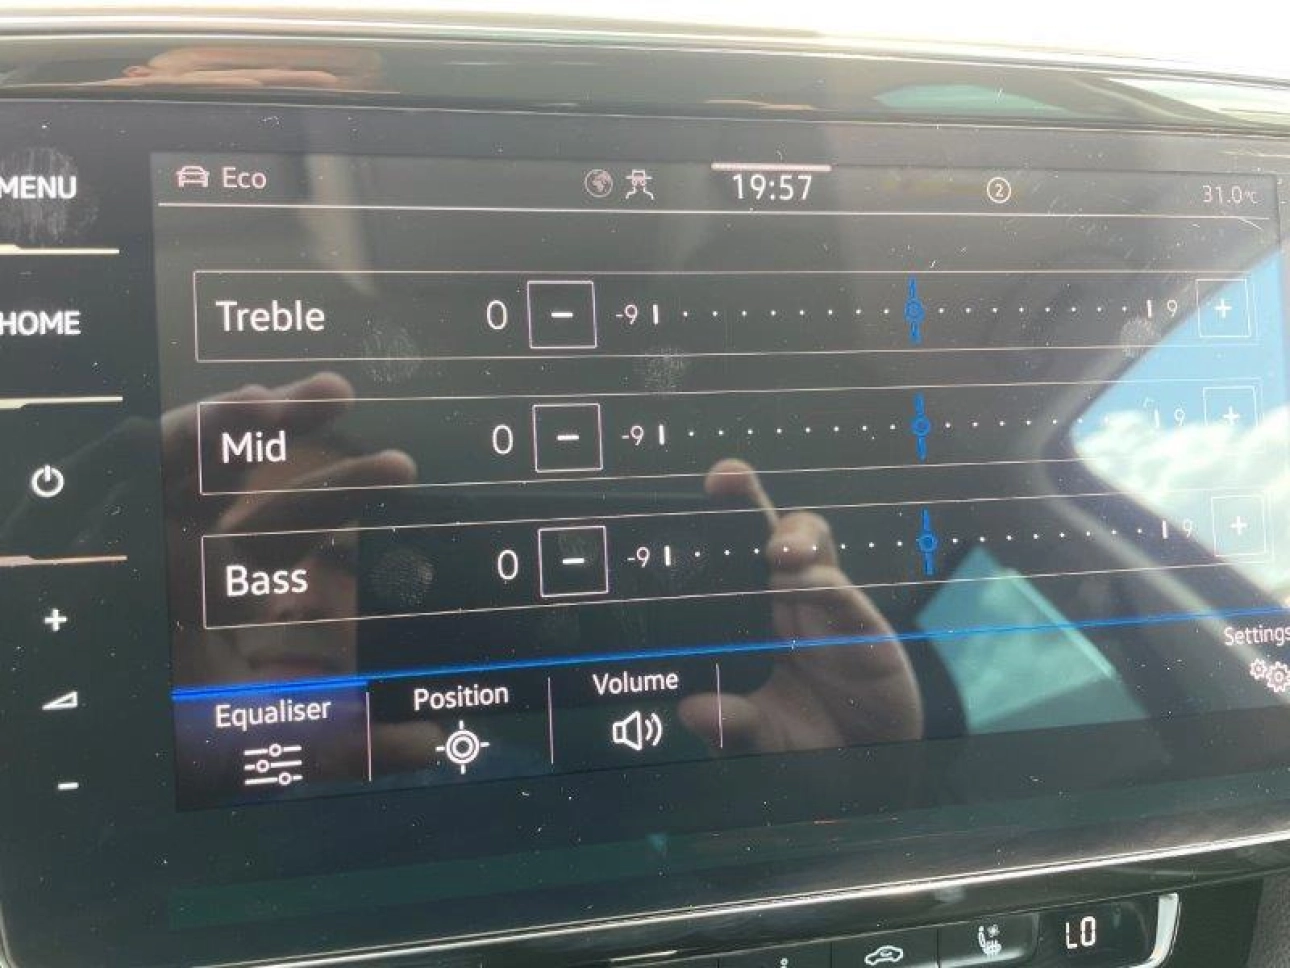 MENU
Eco
19:57
2
31.0°C
HOME
Treble 0 - -9 9 +
Mid 0 - -9 9 +
Bass 0 - -9 9 +
+
-
Settings
Equaliser
Position
Volume
LO